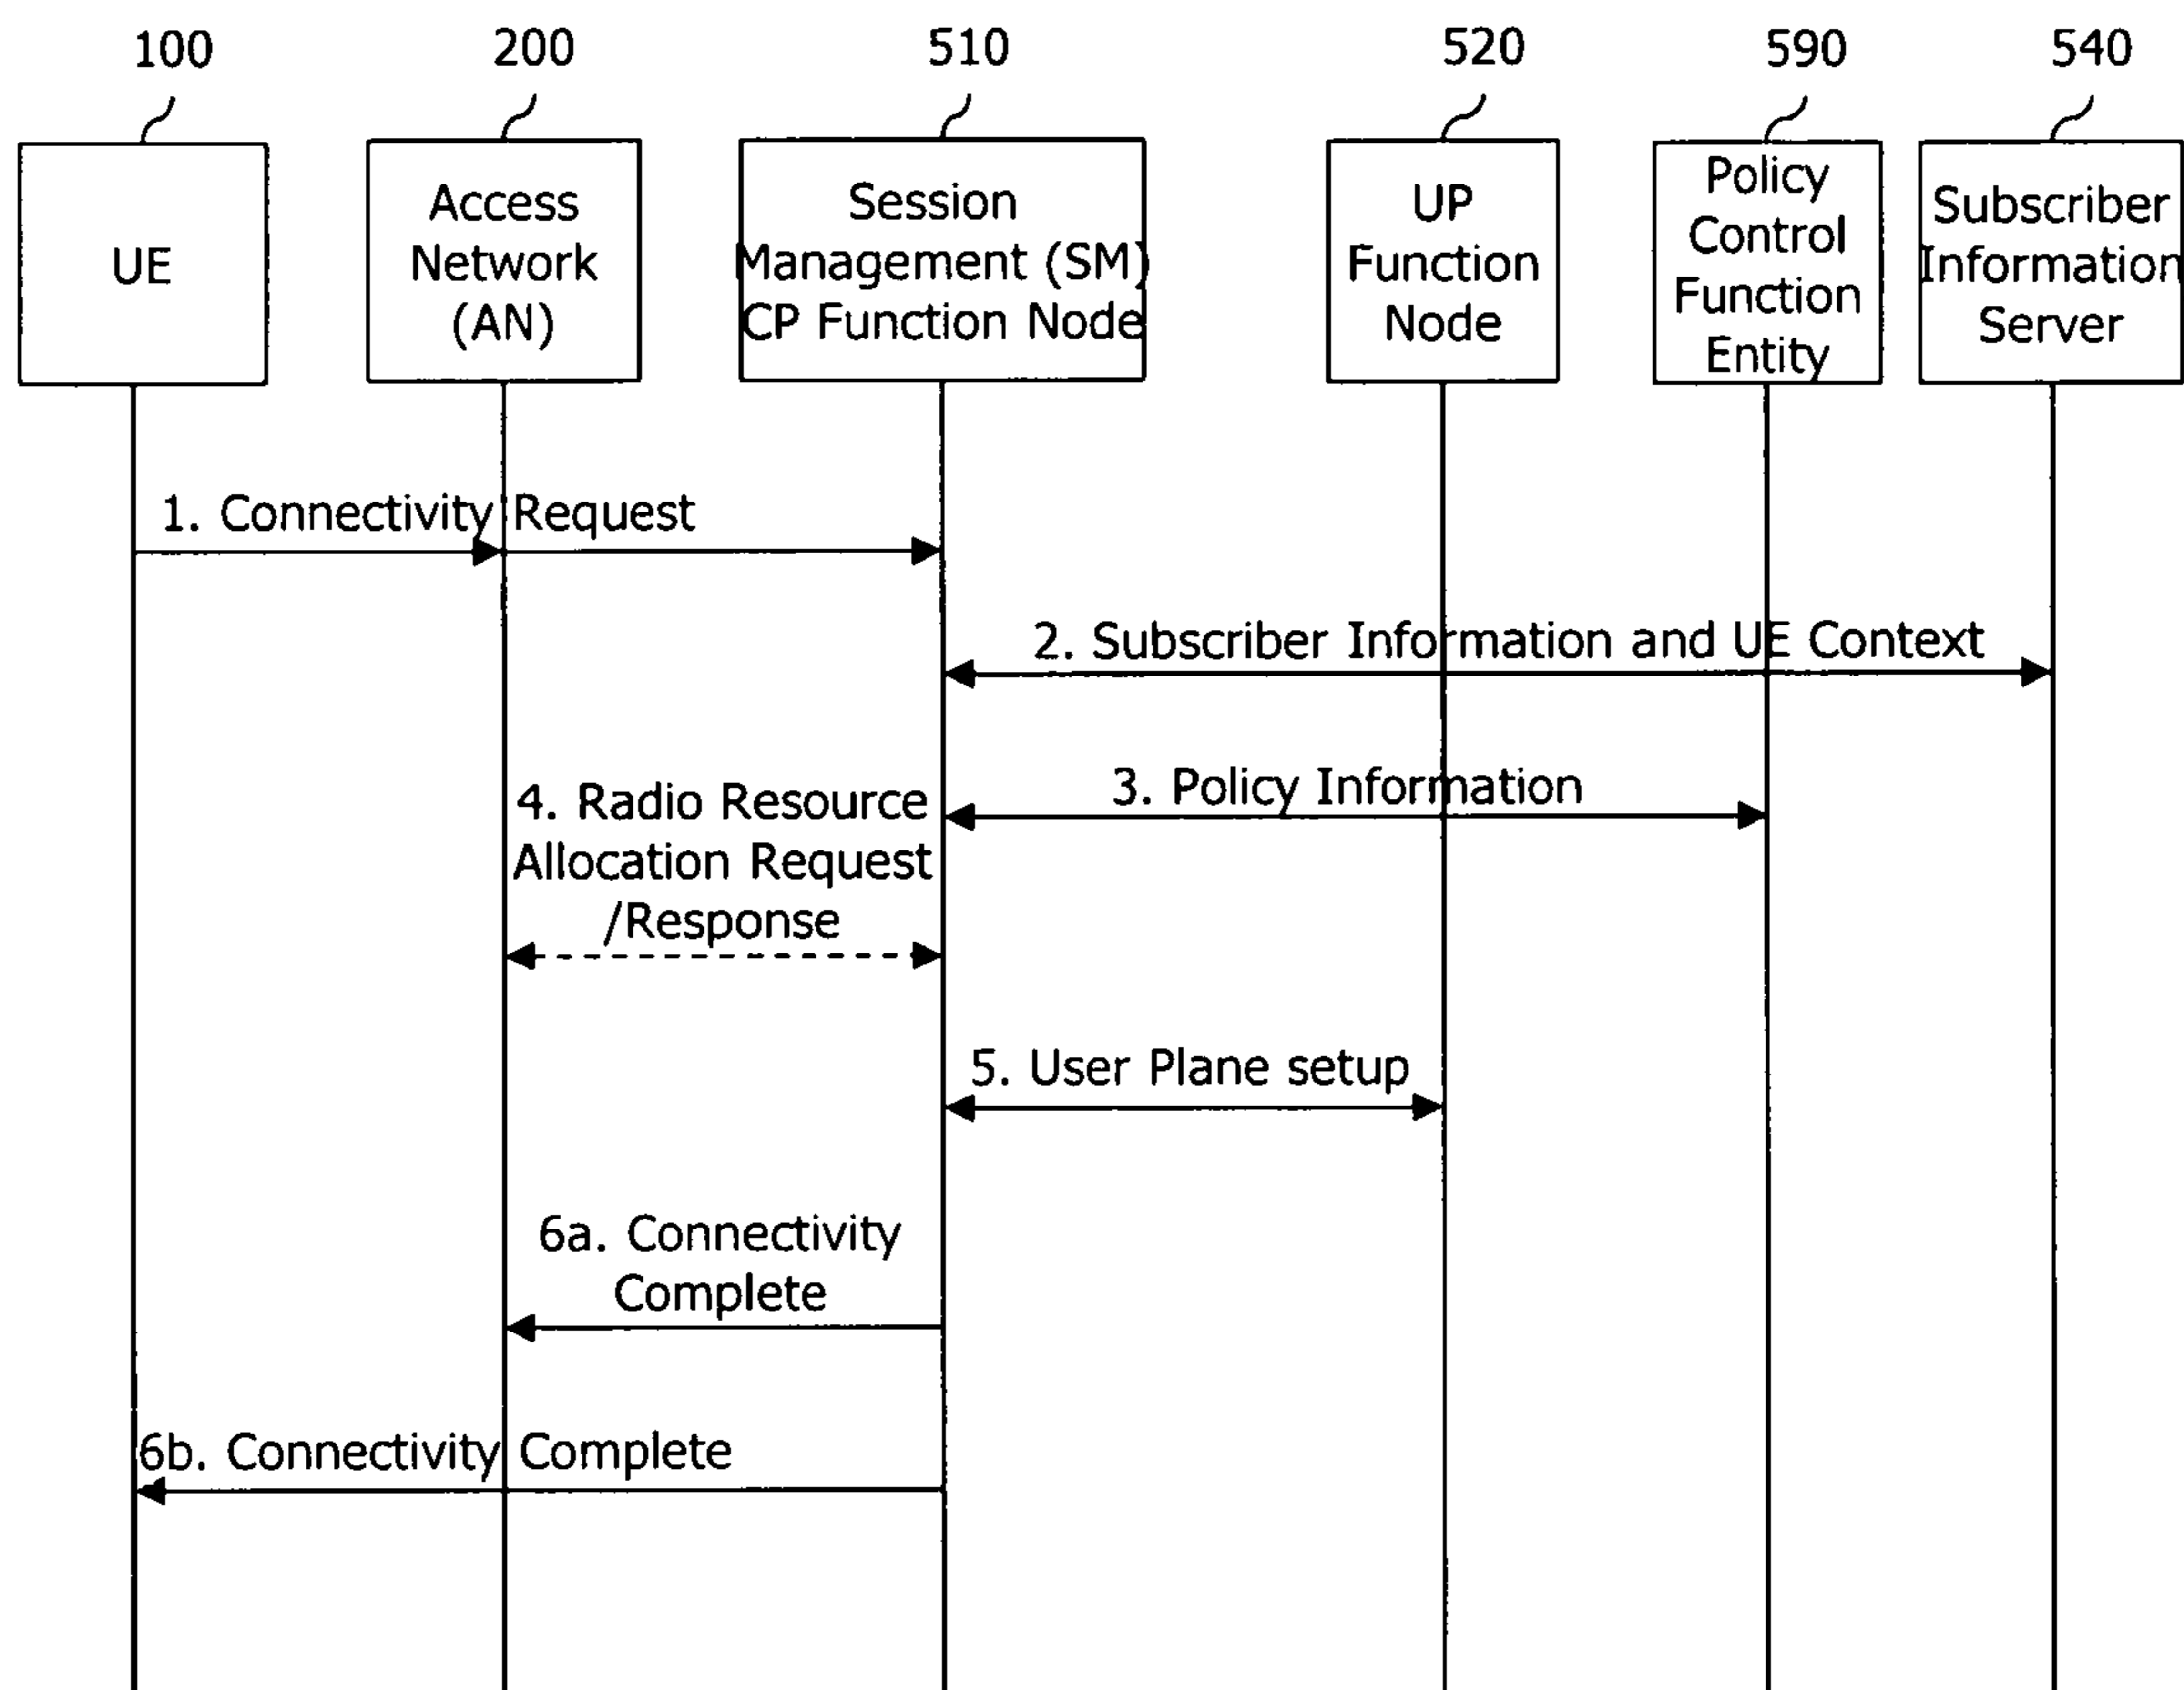 100
200
510
520
590
540
UE
Access
Network
(AN)
Session
Management (SM)
CP Function Node
UP
Function
Node
Policy
Control
Function
Entity
Subscriber
Information
Server
1. Connectivity Request
2. Subscriber Information and UE Context
3. Policy Information
4. Radio Resource
Allocation Request
/Response
5. User Plane setup
6a. Connectivity
Complete
6b. Connectivity Complete